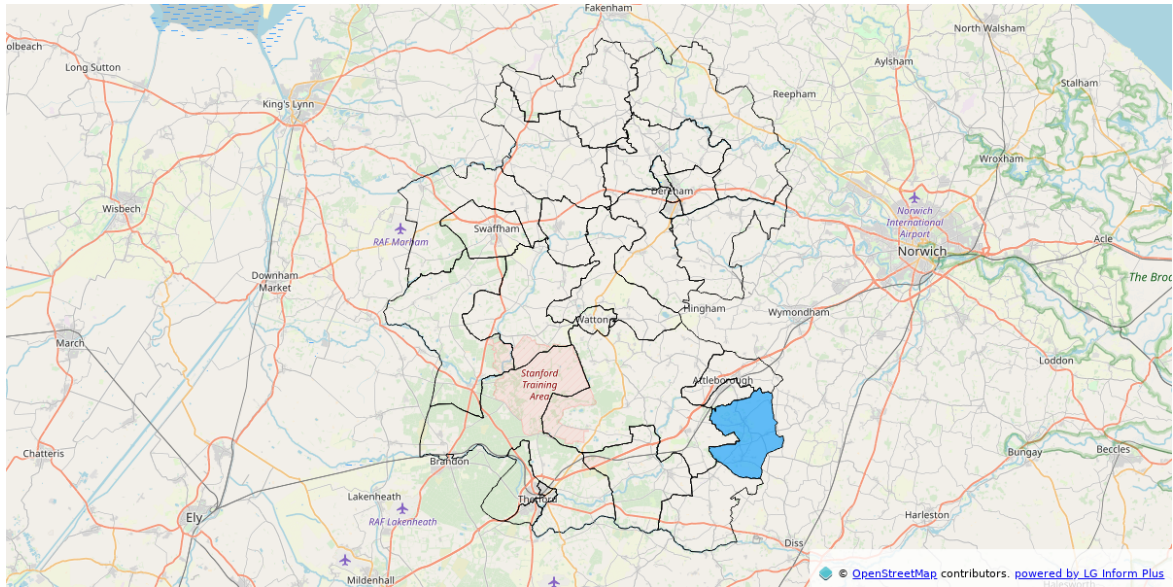 Fakenham
North Walsham
olbeach
Long Sutton
Aylsham
Stalham
Reepham
King's Lynn
Wroxham
Wisbech
Dereham
Norwich
International
Airport
Swaffham
RAF Marham
Acle
Norwich
Downham
Market
The Broa
Hingham
Wymondham
Watton
March
Loddon
Stanford
Training
Area
Attleborough
Chatteris
Bungay
Beccles
Brandon
Lakenheath
Thetford
Ely
RAF Lakenheath
Harleston
Diss
Mildenhall
© OpenStreetMap contributors. powered by LG Inform Plus